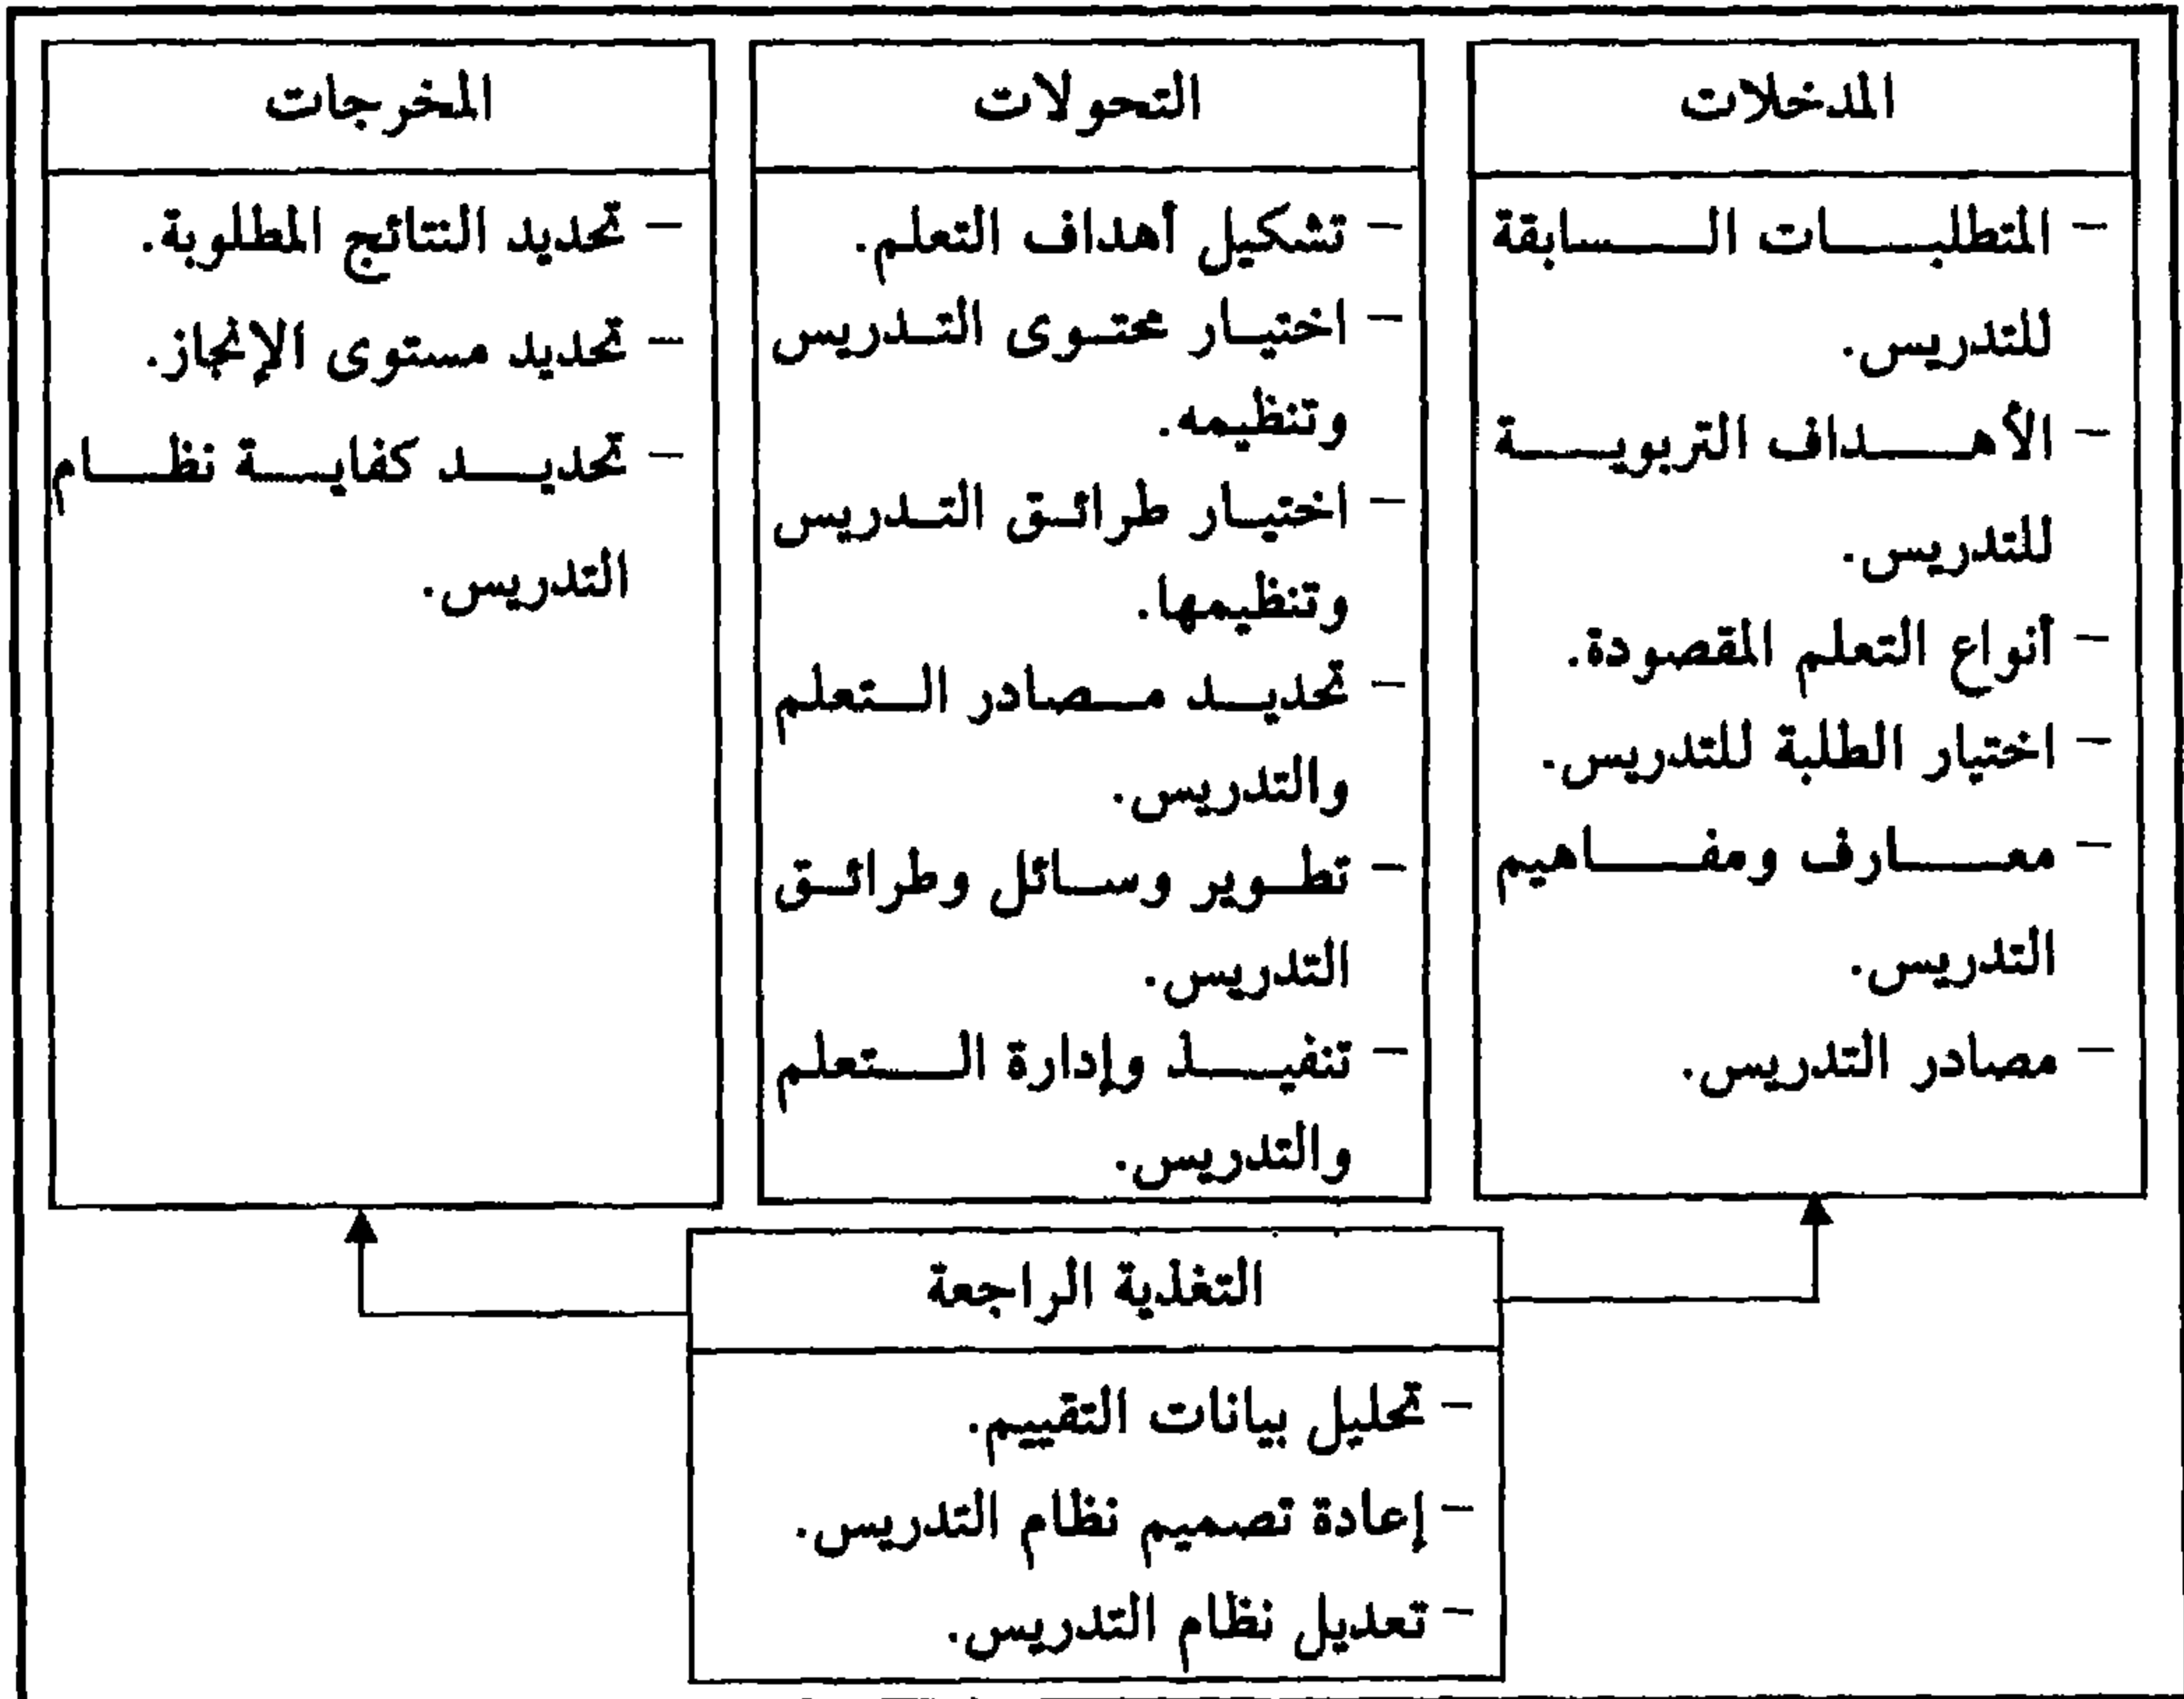 المدخلات
- المتطلبات السابقة
للتدريس.
- الأهداف التربوية
للتدريس.
- أنواع التعلم المقصودة.
- اختيار الطلبة للتدريس.
- معارف ومفاهيم
التدريس.
- مصادر التدريس.
التحولات
- تشكيل أهداف التعلم.
- اختيار محتوى التدريس
وتنظيمه.
- اختيار طرائق التدريس
وتنظيمها.
- تحديد مصادر التعلم
والتدريس.
- تطوير وسائل وطرائق
التدريس.
- تنفيذ وإدارة التعلم
والتدريس.
المخرجات
- تحديد النتائج المطلوبة.
- تحديد مستوى الإنجاز.
- تحديد كفاية نظام
التدريس.
التغذية الراجعة
- تحليل بيانات التقييم.
- إعادة تصميم نظام التدريس.
- تعديل نظام التدريس.